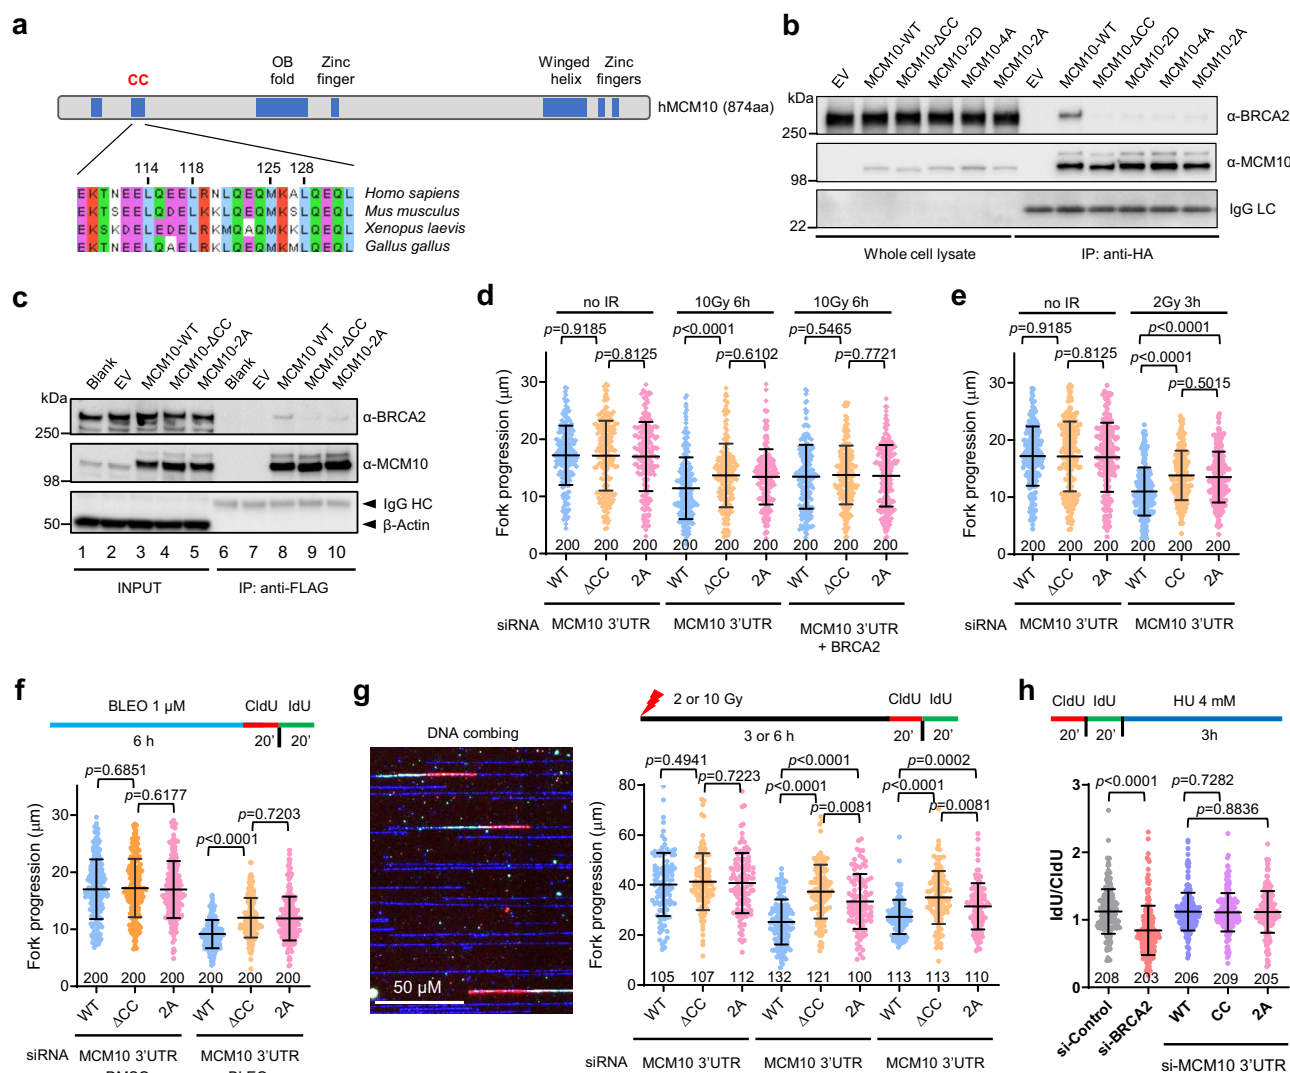 a
CC
OB fold
Zinc finger
Winged helix
Zinc fingers
hMCM10 (874aa)
114 118 125 128
EKTNEELQEELRNLQEQMKALQEQL Homo sapiens
EKTSEELQDELKKLQEQMKSLQEQL Mus musculus
EKSKDELEDELRKMQAQMKKLQEQL Xenopus laevis
EKTNEELQAELRKLQEKMLQEQL Gallus gallus
b
EV MCM10-WT MCM10-ΔCC MCM10-2D MCM10-4A MCM10-2A EV MCM10-WT MCM10-ΔCC MCM10-2D MCM10-4A MCM10-2A
kDa
250
α-BRCA2
98
α-MCM10
22
IgG LC
Whole cell lysate IP: anti-HA
c
Blank EV MCM10-WT MCM10-ΔCC MCM10-2A Blank EV MCM10 WT MCM10-ΔCC MCM10-2A
kDa
250
α-BRCA2
98
α-MCM10
IgG HC
50
β-Actin
1 2 3 4 5 6 7 8 9 10
INPUT IP: anti-FLAG
d
no IR 10Gy 6h 10Gy 6h
p=0.9185 p<0.0001 p=0.5465
p=0.8125 p=0.6102 p=0.7721
Fork progression (μm)
30
20
10
0
200 200 200 200 200 200 200 200 200
WT ΔCC 2A WT ΔCC 2A WT ΔCC 2A
siRNA MCM10 3’UTR MCM10 3’UTR MCM10 3’UTR
+ BRCA2
e
no IR 2Gy 3h
p=0.9185 p<0.0001
p=0.8125 p<0.0001
p=0.5015
Fork progression (μm)
30
20
10
0
200 200 200 200 200 200
WT ΔCC 2A WT CC 2A
siRNA MCM10 3’UTR MCM10 3’UTR
f
BLEO 1 μM CldU IdU
6 h 20’ 20’
p=0.6851
p=0.6177 p=0.7203
p<0.0001
Fork progression (μm)
30
20
10
0
200 200 200 200 200 200
WT ΔCC 2A WT ΔCC 2A
siRNA MCM10 3’UTR MCM10 3’UTR
g
DNA combing
50 μM
2 or 10 Gy CldU IdU
3 or 6 h 20’ 20’
p=0.4941 p<0.0001 p=0.0002
p=0.7223 p<0.0001 p<0.0001
p=0.0081 p=0.0081
Fork progression (μm)
80
60
40
20
0
105 107 112 132 121 100 113 113 110
WT ΔCC 2A WT ΔCC 2A WT ΔCC 2A
siRNA MCM10 3’UTR MCM10 3’UTR MCM10 3’UTR
h
CldU IdU HU 4 mM
20’ 20’ 3h
p<0.0001 p=0.7282
p=0.8836
IdU/CldU
3
2
1
0
208 203 206 209 205
si-Control si-BRCA2 WT CC 2A
si-MCM10 3’UTR